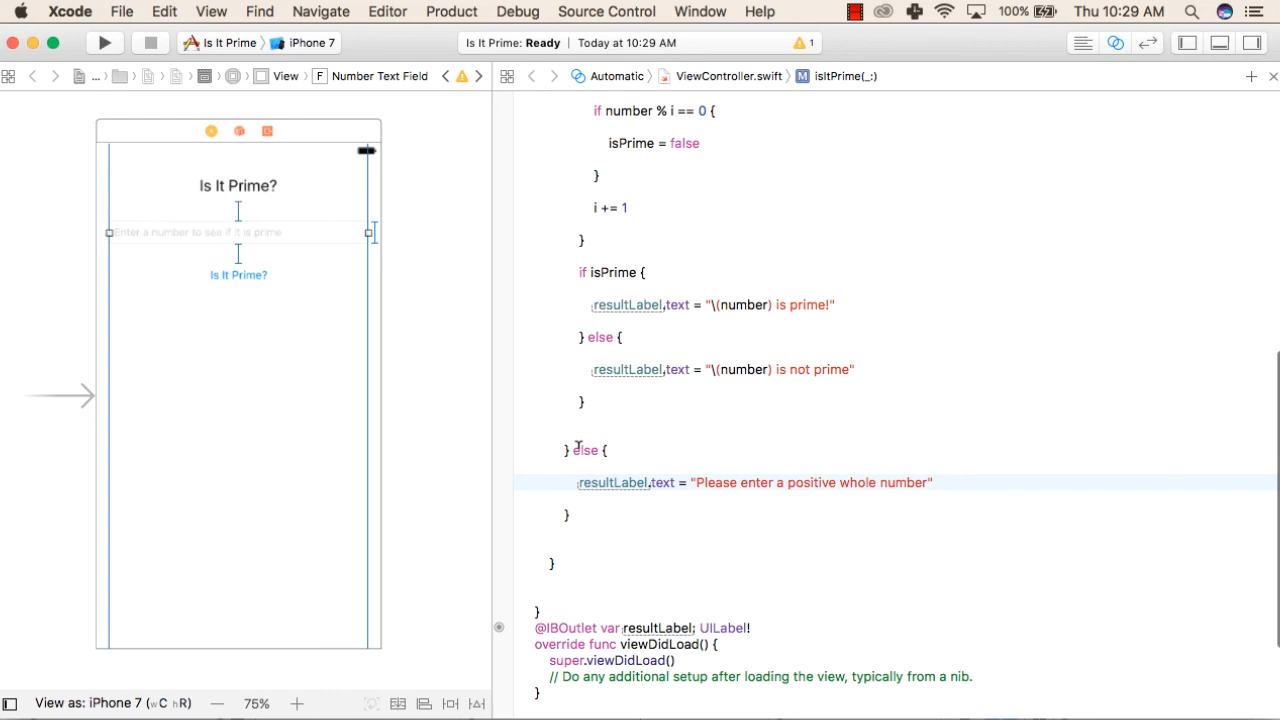 Xcode File Edit View Find Navigate Editor Product Debug Source Control Window Help 100% Thu 10:29 AM
Is It Prime iPhone 7 Is It Prime: Ready Today at 10:29 AM 1
... View F Number Text Field Automatic ViewController.swift M isItPrime(_:)
if number % i == 0 {
isPrime = false
}
i += 1
}
if isPrime {
resultLabel.text = "\(number) is prime!"
} else {
resultLabel.text = "\(number) is not prime"
}
} else {
resultLabel.text = "Please enter a positive whole number"
}
}
}
@IBOutlet var resultLabel: UILabel!
override func viewDidLoad() {
super.viewDidLoad()
// Do any additional setup after loading the view, typically from a nib.
}
Is It Prime?
Enter a number to see if it is prime
Is It Prime?
View as: iPhone 7 (wC hR) 75%